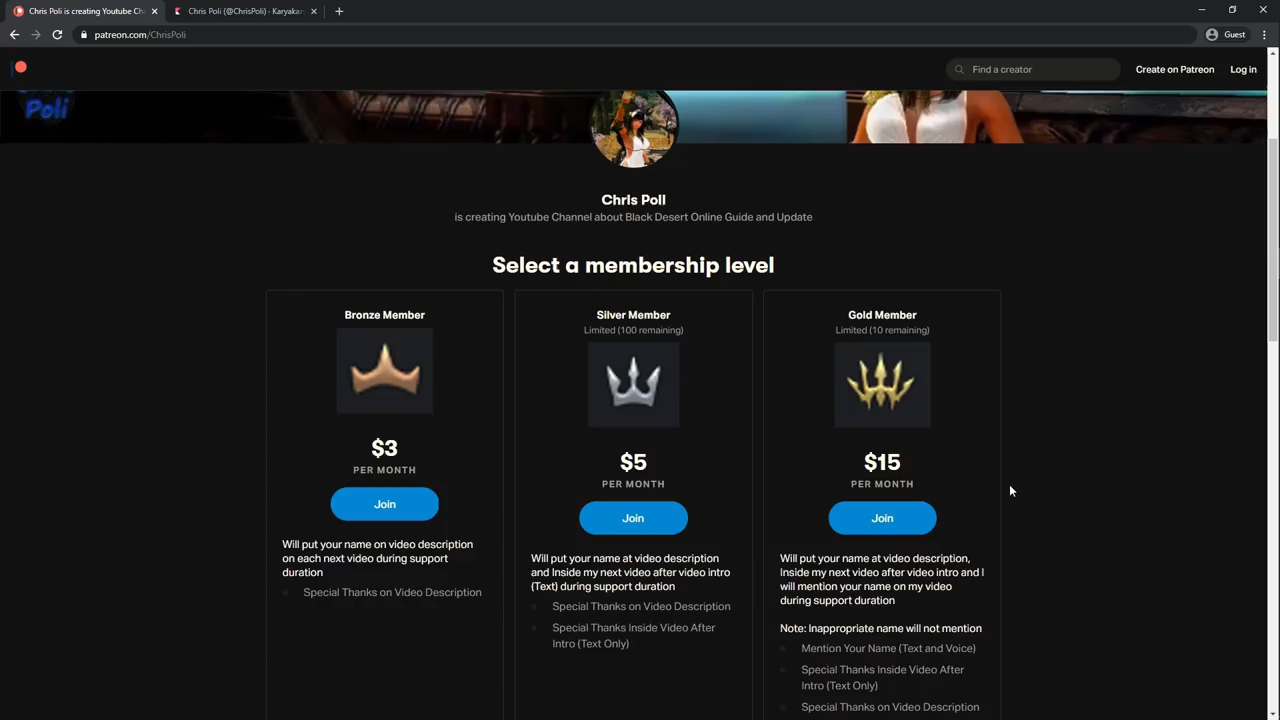 Chris Poli is creating Youtube Ch
Chris Poli (@ChrisPoli) - Karyakar
patreon.com/ChrisPoli
Guest
Find a creator
Create on Patreon
Log in
Poli
Chris Poli
is creating Youtube Channel about Black Desert Online Guide and Update
Select a membership level
Bronze Member
$3
PER MONTH
Join
Will put your name on video description
on each next video during support
duration
Special Thanks on Video Description
Silver Member
Limited (100 remaining)
$5
PER MONTH
Join
Will put your name at video description
and Inside my next video after video intro
(Text) during support duration
Special Thanks on Video Description
Special Thanks Inside Video After
Intro (Text Only)
Gold Member
Limited (10 remaining)
$15
PER MONTH
Join
Will put your name at video description,
Inside my next video after video intro and I
will mention your name on my video
during support duration
Note: Inappropriate name will not mention
Mention Your Name (Text and Voice)
Special Thanks Inside Video After
Intro (Text Only)
Special Thanks on Video Description